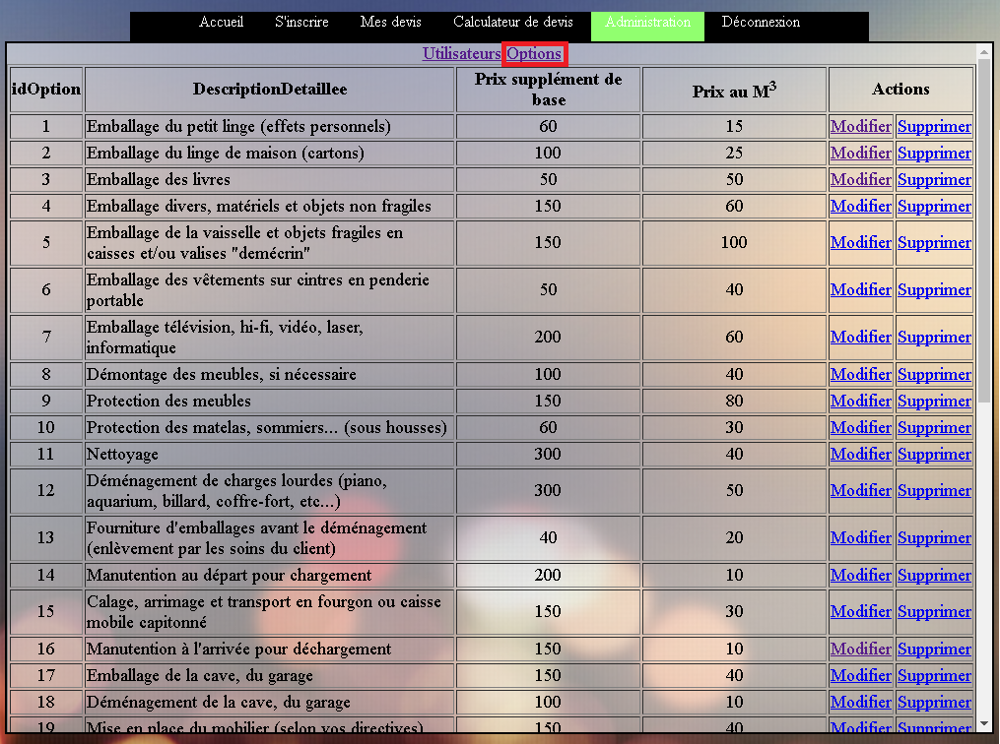 Accueil S'inscrire Mes devis Calculateur de devis Administration Déconnexion
Utilisateurs Options
idOption DescriptionDetaillee Prix supplément de base Prix au M³ Actions
1 Emballage du petit linge (effets personnels) 60 15 Modifier Supprimer
2 Emballage du linge de maison (cartons) 100 25 Modifier Supprimer
3 Emballage des livres 50 50 Modifier Supprimer
4 Emballage divers, matériels et objets non fragiles 150 60 Modifier Supprimer
5 Emballage de la vaisselle et objets fragiles en
caisses et/ou valises "demécrin" 150 100 Modifier Supprimer
6 Emballage des vêtements sur cintres en penderie
portable 50 40 Modifier Supprimer
7 Emballage télévision, hi-fi, vidéo, laser,
informatique 200 60 Modifier Supprimer
8 Démontage des meubles, si nécessaire 100 40 Modifier Supprimer
9 Protection des meubles 150 80 Modifier Supprimer
10 Protection des matelas, sommiers... (sous housses) 60 30 Modifier Supprimer
11 Nettoyage 300 40 Modifier Supprimer
12 Déménagement de charges lourdes (piano,
aquarium, billard, coffre-fort, etc...) 300 50 Modifier Supprimer
13 Fourniture d'emballages avant le déménagement
(enlèvement par les soins du client) 40 20 Modifier Supprimer
14 Manutention au départ pour chargement 200 10 Modifier Supprimer
15 Calage, arrimage et transport en fourgon ou caisse
mobile capitonné 150 30 Modifier Supprimer
16 Manutention à l'arrivée pour déchargement 150 10 Modifier Supprimer
17 Emballage de la cave, du garage 150 40 Modifier Supprimer
18 Déménagement de la cave, du garage 100 10 Modifier Supprimer
19 Mise en place du mobilier (selon vos directives) 150 40 Modifier Supprimer